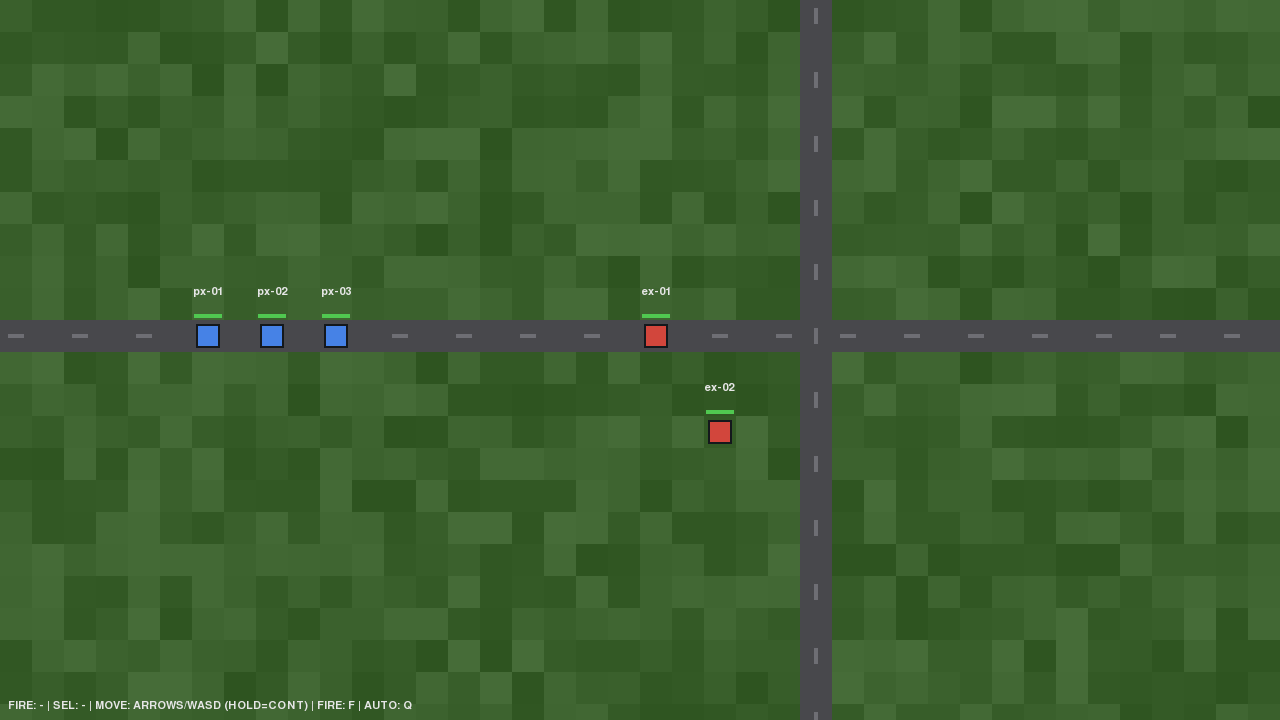 px-01 px-02 px-03 ex-01
ex-02
FIRE: - | SEL: - | MOVE: ARROWS/WASD (HOLD=CONT) | FIRE: F | AUTO: Q